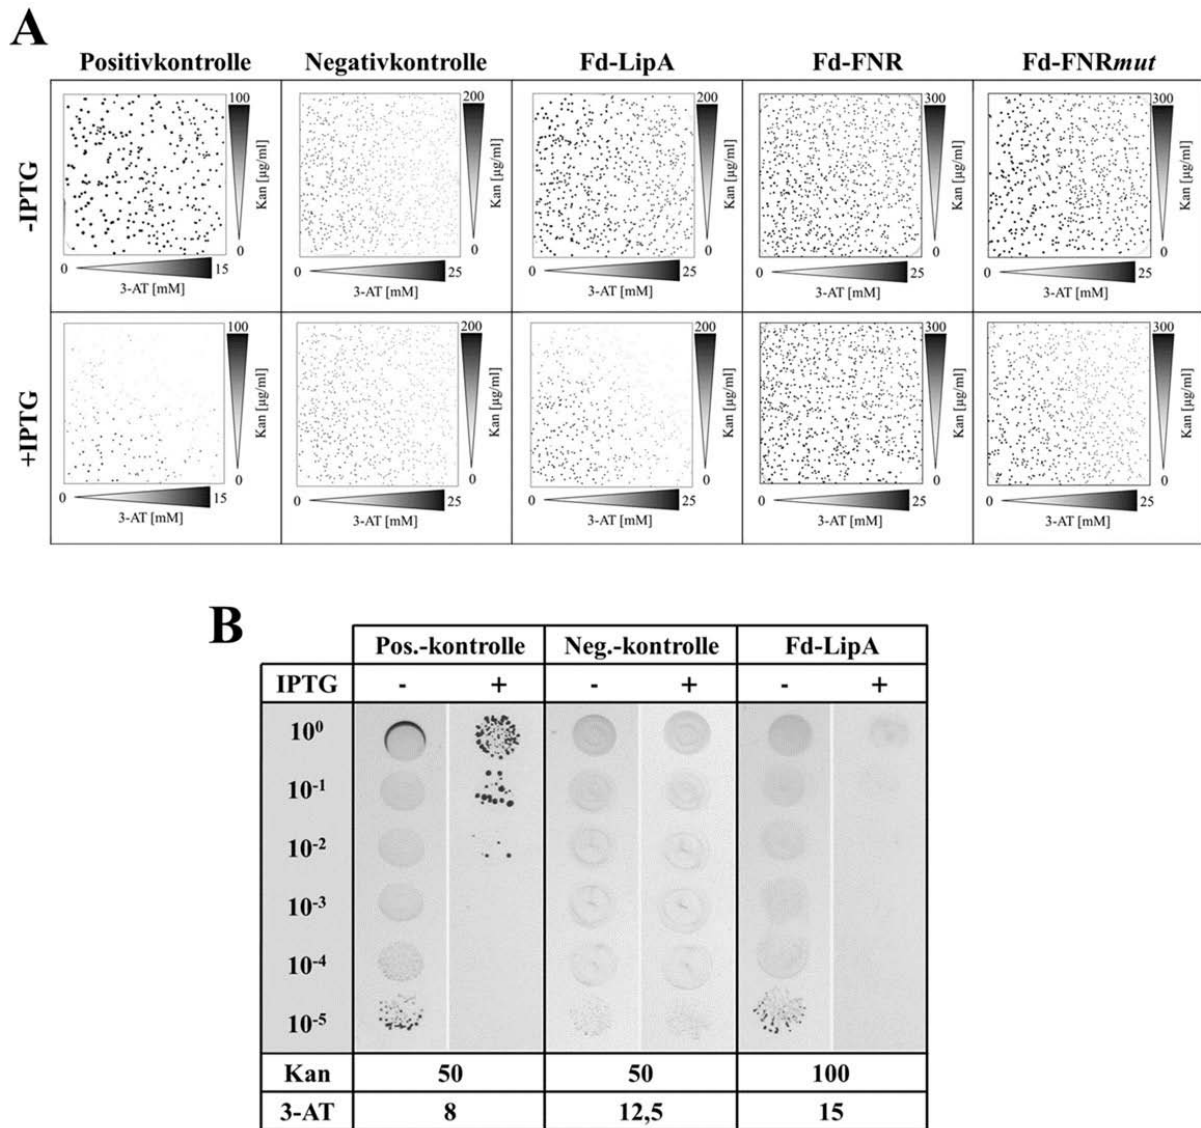 A
Positivkontrolle Negativkontrolle Fd-LipA Fd-FNR Fd-FNRmut
-IPTG
100 200 200 300 300
Kan [µg/ml] Kan [µg/ml] Kan [µg/ml] Kan [µg/ml] Kan [µg/ml]
0 0 0 0 0
0 15 0 25 0 25 0 25 0 25
3-AT [mM] 3-AT [mM] 3-AT [mM] 3-AT [mM] 3-AT [mM]
+IPTG
100 200 200 300 300
Kan [µg/ml] Kan [µg/ml] Kan [µg/ml] Kan [µg/ml] Kan [µg/ml]
0 0 0 0 0
0 15 0 25 0 25 0 25 0 25
3-AT [mM] 3-AT [mM] 3-AT [mM] 3-AT [mM] 3-AT [mM]
B
Pos.-kontrolle Neg.-kontrolle Fd-LipA
IPTG - + - + - +
10⁰
10⁻¹
10⁻²
10⁻³
10⁻⁴
10⁻⁵
Kan 50 50 100
3-AT 8 12,5 15